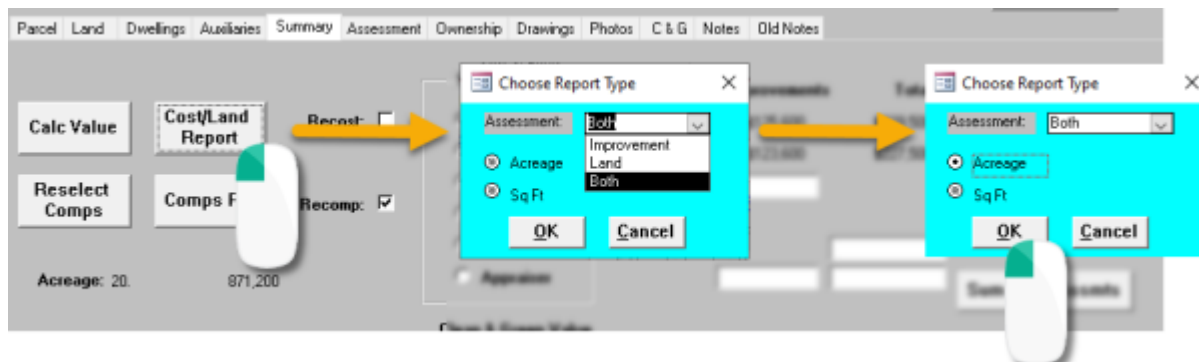 Parcel Land Dwellings Auxiliaries Summary Assessment Ownership Drawings Photos C & G Notes Old Notes
Calc Value
Cost/Land
Report
Recost:
Reselect
Comps
Comps
Recomp:
Acreage: 20.
871,200
Choose Report Type
Assessment: Both
Improvement
Land
Both
Acreage
Sq Ft
OK Cancel
Appraiser
Choose Report Type
Assessment: Both
Acreage
Sq Ft
OK Cancel